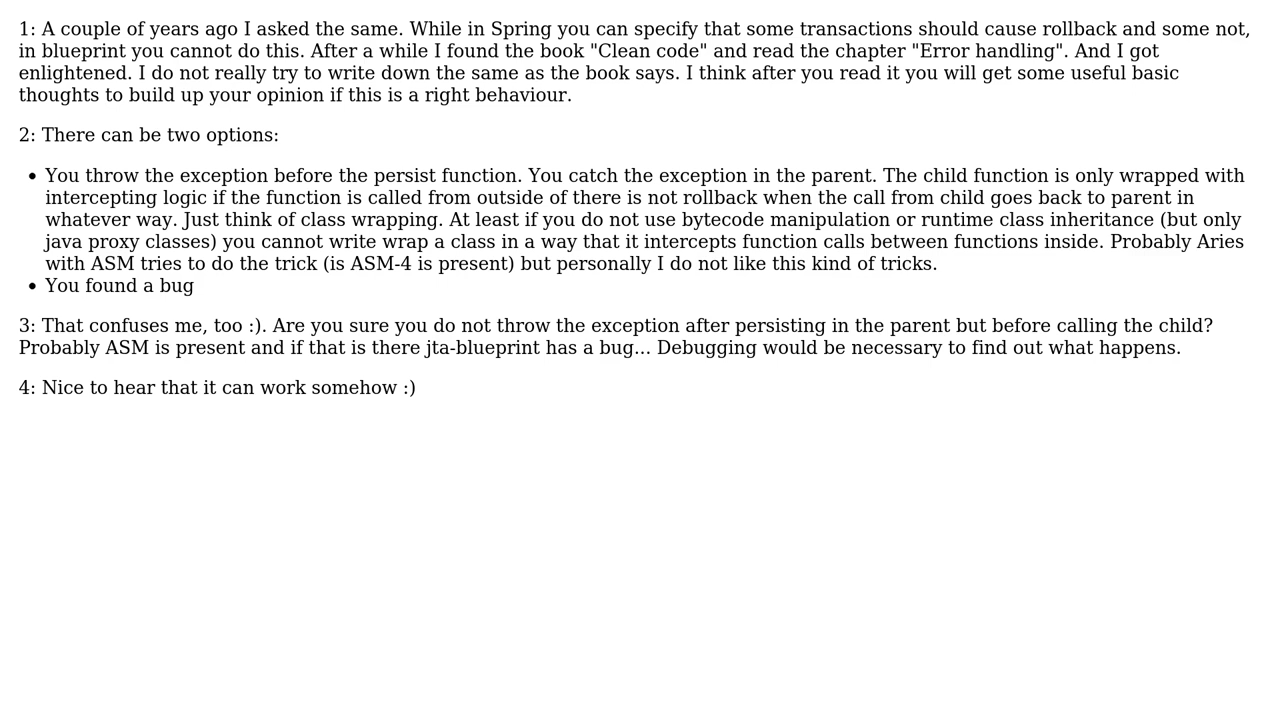 1: A couple of years ago I asked the same. While in Spring you can specify that some transactions should cause rollback and some not,
in blueprint you cannot do this. After a while I found the book "Clean code" and read the chapter "Error handling". And I got
enlightened. I do not really try to write down the same as the book says. I think after you read it you will get some useful basic
thoughts to build up your opinion if this is a right behaviour.
2: There can be two options:
• You throw the exception before the persist function. You catch the exception in the parent. The child function is only wrapped with
intercepting logic if the function is called from outside of there is not rollback when the call from child goes back to parent in
whatever way. Just think of class wrapping. At least if you do not use bytecode manipulation or runtime class inheritance (but only
java proxy classes) you cannot write wrap a class in a way that it intercepts function calls between functions inside. Probably Aries
with ASM tries to do the trick (is ASM-4 is present) but personally I do not like this kind of tricks.
• You found a bug
3: That confuses me, too :). Are you sure you do not throw the exception after persisting in the parent but before calling the child?
Probably ASM is present and if that is there jta-blueprint has a bug... Debugging would be necessary to find out what happens.
4: Nice to hear that it can work somehow :)